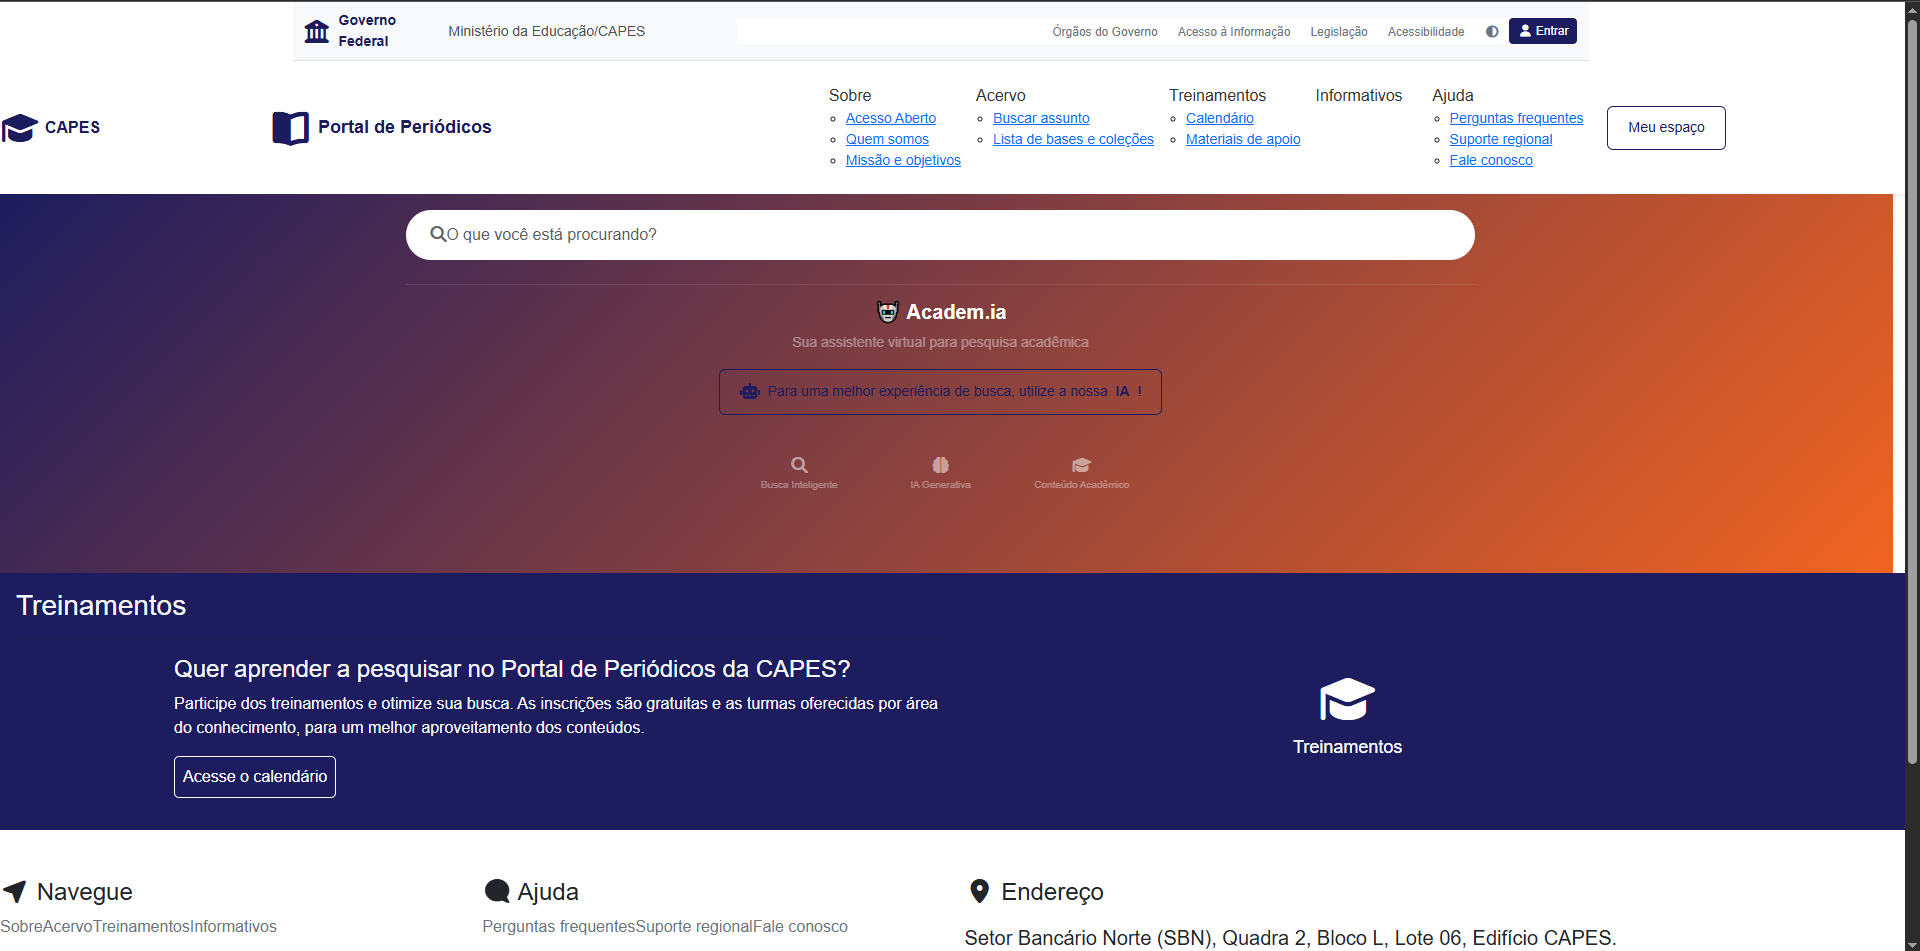 Governo
Federal
Ministério da Educação/CAPES
Órgãos do Governo
Acesso à Informação
Legislação
Acessibilidade
Entrar
CAPES
Portal de Periódicos
Sobre
Acesso Aberto
Quem somos
Missão e objetivos
Acervo
Buscar assunto
Lista de bases e coleções
Treinamentos
Calendário
Materiais de apoio
Informativos
Ajuda
Perguntas frequentes
Suporte regional
Fale conosco
Meu espaço
O que você está procurando?
Academ.ia
Sua assistente virtual para pesquisa acadêmica
Para uma melhor experiência de busca, utilize a nossa IA !
Busca Inteligente
IA Generativa
Conteúdo Acadêmico
Treinamentos
Quer aprender a pesquisar no Portal de Periódicos da CAPES?
Participe dos treinamentos e otimize sua busca. As inscrições são gratuitas e as turmas oferecidas por área
do conhecimento, para um melhor aproveitamento dos conteúdos.
Acesse o calendário
Treinamentos
Navegue
SobreAcervoTreinamentosInformativos
Ajuda
Perguntas frequentesSuporte regionalFale conosco
Endereço
Setor Bancário Norte (SBN), Quadra 2, Bloco L, Lote 06, Edifício CAPES.